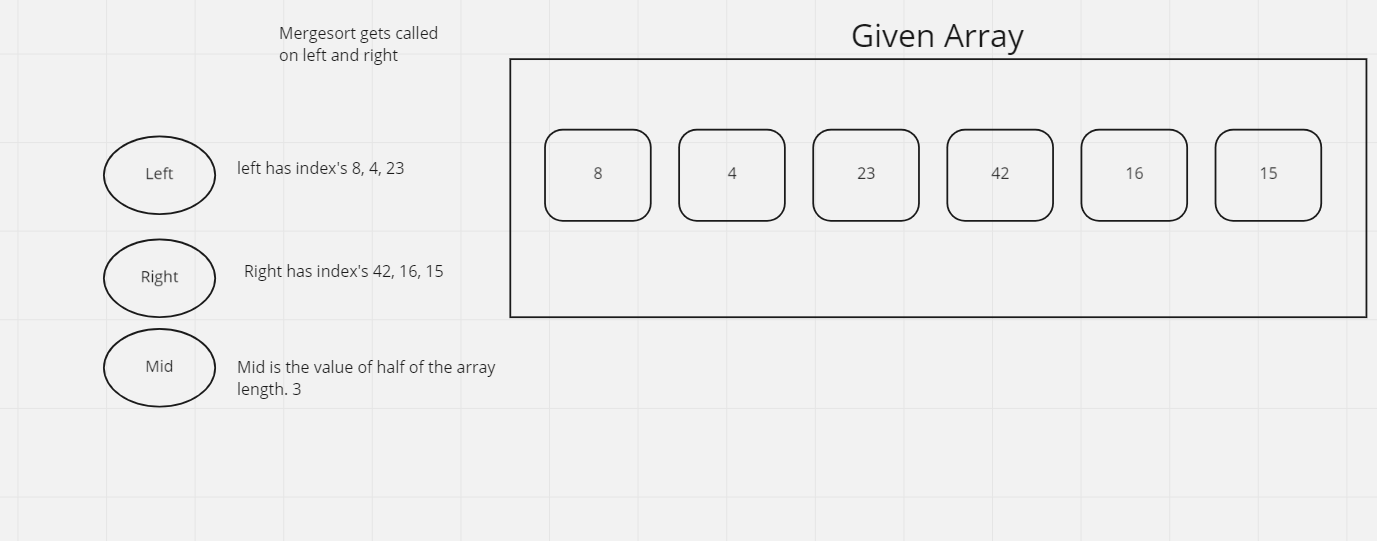 Mergesort gets called
on left and right
Given Array
Left
left has index's 8, 4, 23
8
4
23
42
16
15
Right
Right has index's 42, 16, 15
Mid
Mid is the value of half of the array
length. 3